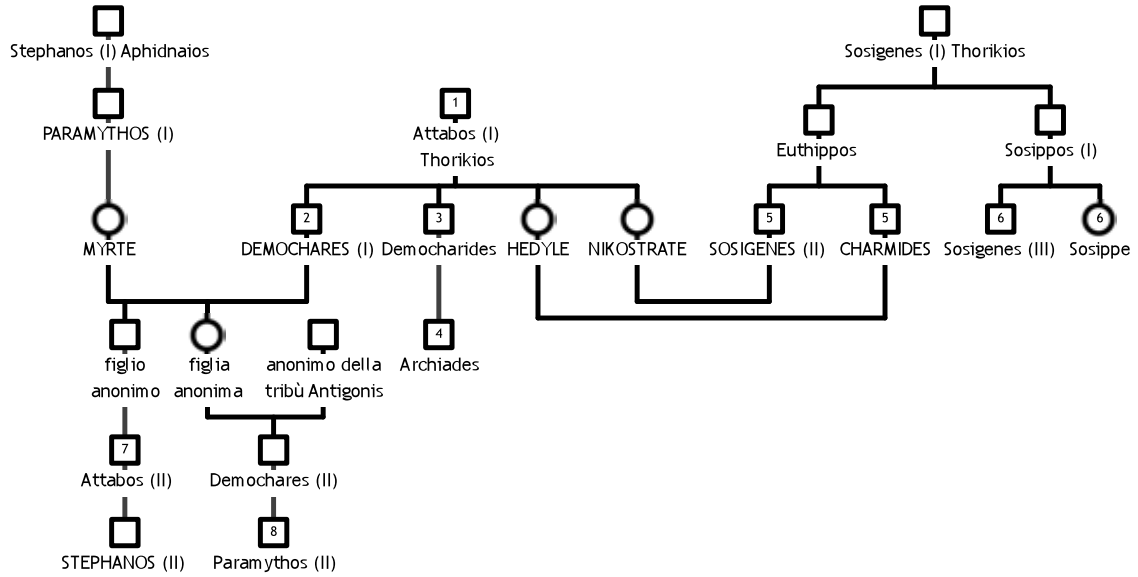 Stephanos (I) Aphidnaios
Sosigenes (I) Thorikios
PARAMYTHOS (I)
1
Attabos (I)
Thorikios
Euthippos
Sosippos (I)
MYRTE
2
DEMOCHARES (I)
3
Democharides
HEDYLE
NIKOSTRATE
5
SOSIGENES (II)
5
CHARMIDES
6
Sosigenes (III)
6
Sosippe
figlio
anonimo
figlia
anonima
anonimo della
tribù Antigonis
4
Archiades
7
Attabos (II)
Demochares (II)
STEPHANOS (II)
8
Paramythos (II)